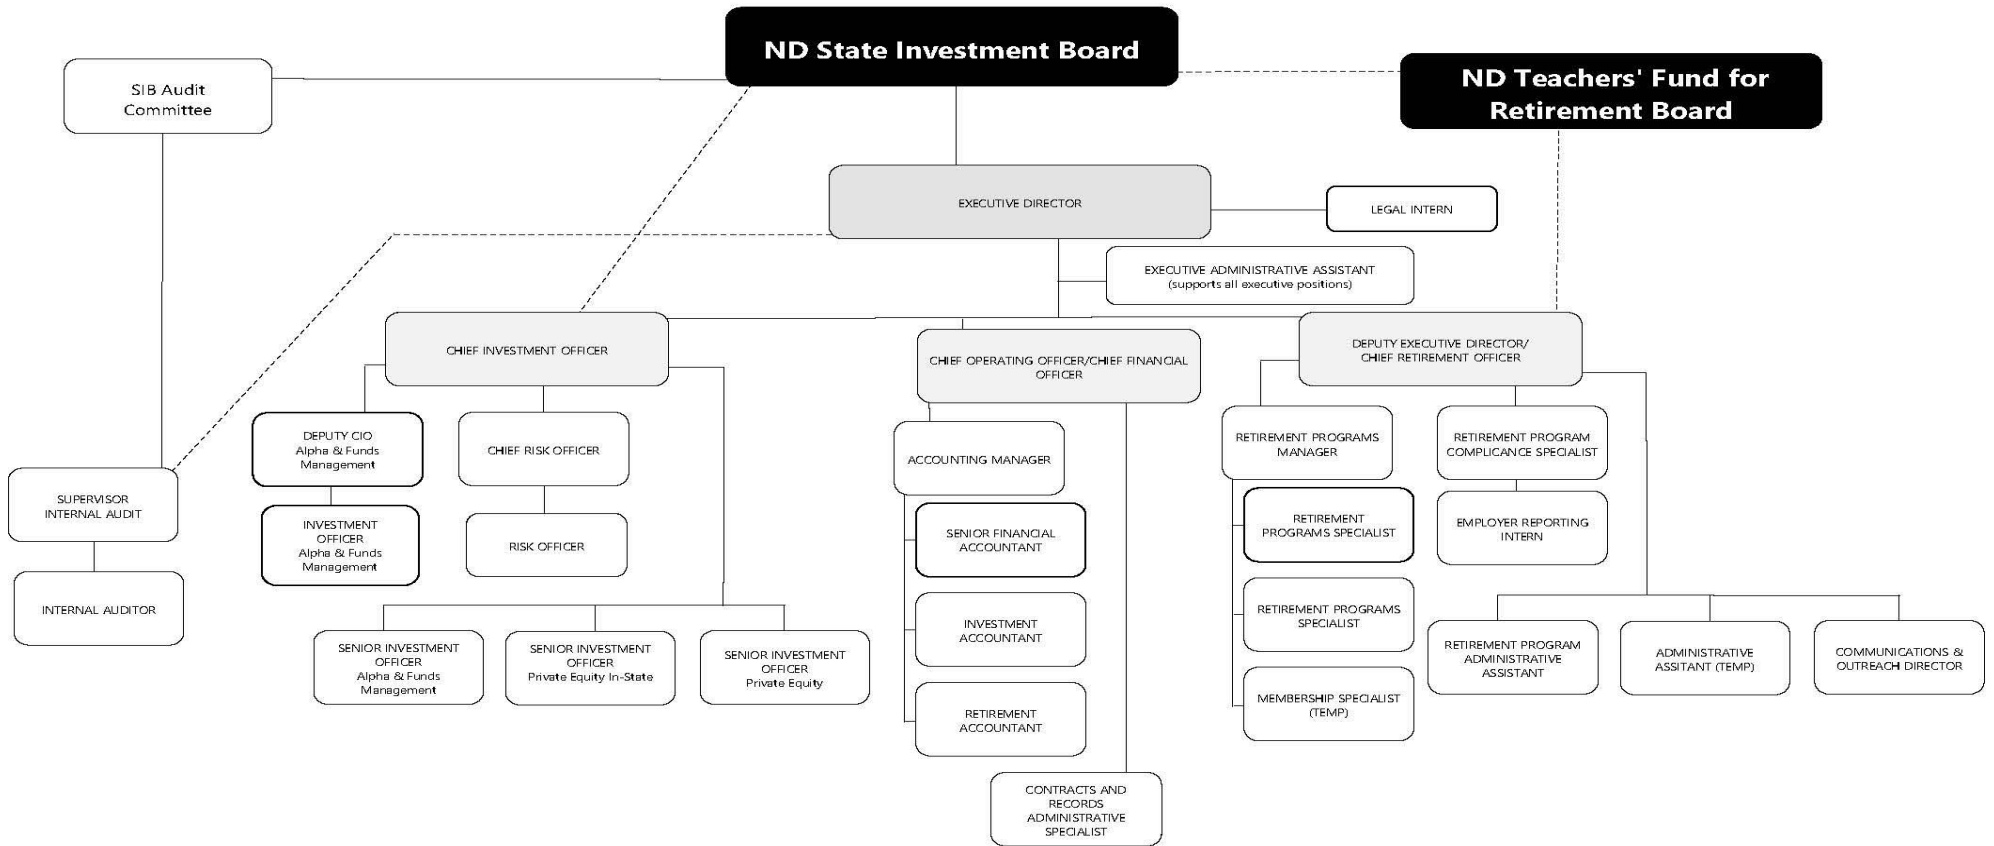 ND State Investment Board
ND Teachers' Fund for
Retirement Board
SIB Audit
Committee
EXECUTIVE DIRECTOR
LEGAL INTERN
EXECUTIVE ADMINISTRATIVE ASSISTANT
(supports all executive positions)
CHIEF INVESTMENT OFFICER
CHIEF OPERATING OFFICER/CHIEF FINANCIAL
OFFICER
DEPUTY EXECUTIVE DIRECTOR/
CHIEF RETIREMENT OFFICER
DEPUTY CIO
Alpha & Funds
Management
CHIEF RISK OFFICER
ACCOUNTING MANAGER
RETIREMENT PROGRAMS
MANAGER
RETIREMENT PROGRAM
COMPLICANCE SPECIALIST
SUPERVISOR
INTERNAL AUDIT
INVESTMENT
OFFICER
Alpha & Funds
Management
RISK OFFICER
SENIOR FINANCIAL
ACCOUNTANT
RETIREMENT
PROGRAMS SPECIALIST
EMPLOYER REPORTING
INTERN
INTERNAL AUDITOR
INVESTMENT
ACCOUNTANT
RETIREMENT PROGRAMS
SPECIALIST
SENIOR INVESTMENT
OFFICER
Alpha & Funds
Management
SENIOR INVESTMENT
OFFICER
Private Equity In-State
SENIOR INVESTMENT
OFFICER
Private Equity
RETIREMENT PROGRAM
ADMINISTRATIVE
ASSISTANT
ADMINISTRATIVE
ASSITANT (TEMP)
COMMUNICATIONS &
OUTREACH DIRECTOR
RETIREMENT
ACCOUNTANT
MEMBERSHIP SPECIALIST
(TEMP)
CONTRACTS AND
RECORDS
ADMINISTRATIVE
SPECIALIST